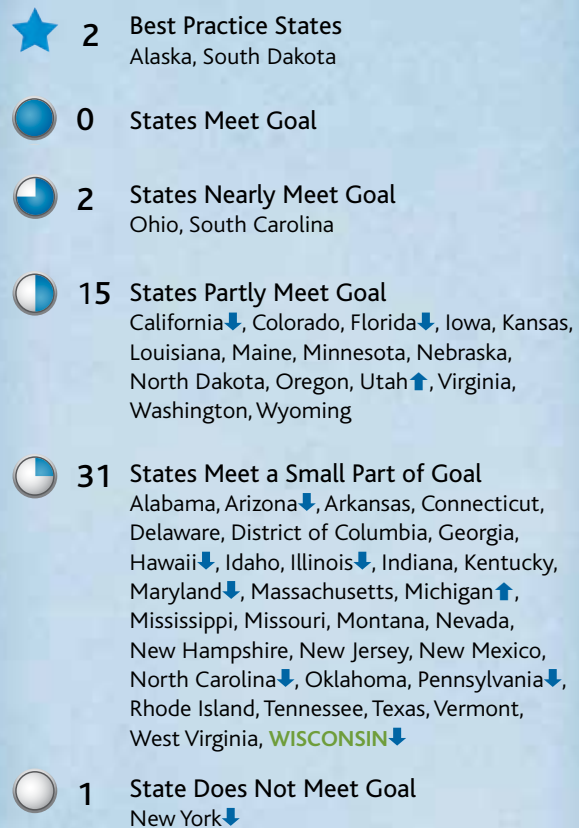 2 Best Practice States
Alaska, South Dakota
0 States Meet Goal
2 States Nearly Meet Goal
Ohio, South Carolina
15 States Partly Meet Goal
California⬇, Colorado, Florida⬇, Iowa, Kansas,
Louisiana, Maine, Minnesota, Nebraska,
North Dakota, Oregon, Utah⬆, Virginia,
Washington, Wyoming
31 States Meet a Small Part of Goal
Alabama, Arizona⬇, Arkansas, Connecticut,
Delaware, District of Columbia, Georgia,
Hawaii⬇, Idaho, Illinois⬇, Indiana, Kentucky,
Maryland⬇, Massachusetts, Michigan⬆,
Mississippi, Missouri, Montana, Nevada,
New Hampshire, New Jersey, New Mexico,
North Carolina⬇, Oklahoma, Pennsylvania⬇,
Rhode Island, Tennessee, Texas, Vermont,
West Virginia, WISCONSIN⬇
1 State Does Not Meet Goal
New York⬇